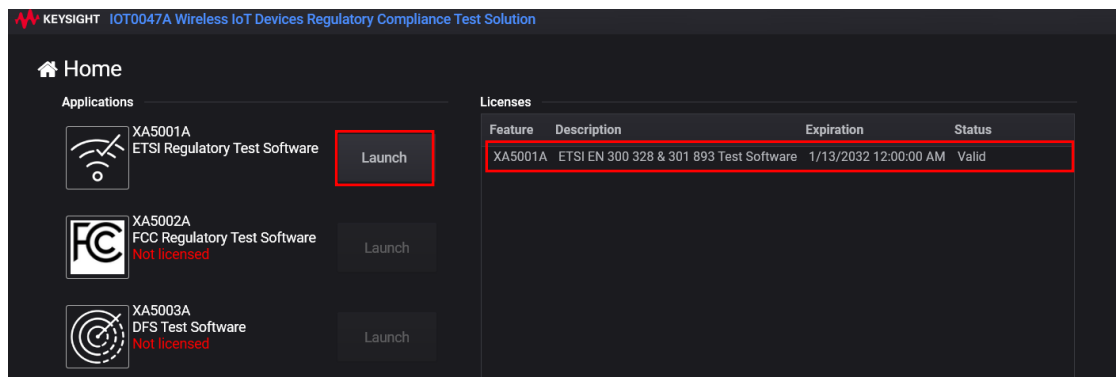 KEYSIGHT IOT0047A Wireless IoT Devices Regulatory Compliance Test Solution
Home
Applications
XA5001A
ETSI Regulatory Test Software
Launch
FCC
XA5002A
FCC Regulatory Test Software
Not licensed
Launch
XA5003A
DFS Test Software
Not licensed
Launch
Licenses
Feature Description Expiration Status
XA5001A ETSI EN 300 328 & 301 893 Test Software 1/13/2032 12:00:00 AM Valid